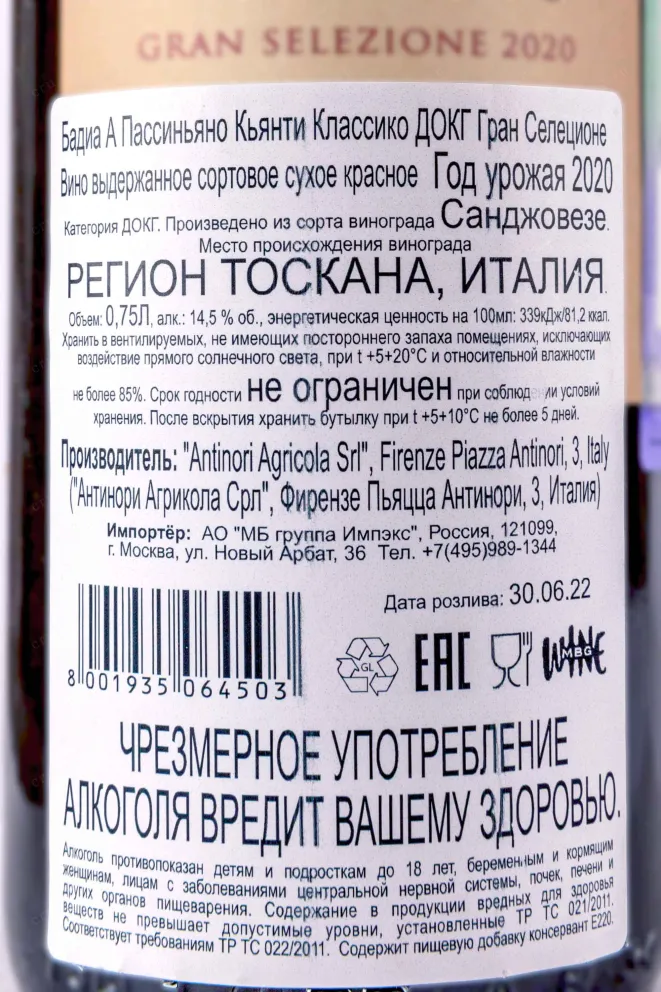 GRAN SELEZIONE 2020
Бадиа А Пассиньяно Кьянти Классико ДОКГ Гран Селеционе
Вино выдержанное сортовое сухое красное Год урожая 2020
Категория ДОКГ. Произведено из сорта винограда Санджовезе.
Место происхождения винограда
РЕГИОН ТОСКАНА, ИТАЛИЯ.
Объем: 0,75Л, алк.: 14,5 % об., энергетическая ценность на 100мл: 339кДж/81,2 ккал.
Хранить в вентилируемых, не имеющих постороннего запаха помещениях, исключающих
воздействие прямого солнечного света, при t +5+20°С и относительной влажности
не более 85%. Срок годности не ограничен при соблюдении условий
хранения. После вскрытия хранить бутылку при t +5+10°С не более 5 дней.
Производитель: "Antinori Agricola Srl", Firenze Piazza Antinori, 3, Italy
("Антинори Агрикола Срл", Фирензе Пьяцца Антинори, 3, Италия)
Импортёр: АО "МБ группа Импэкс", Россия, 121099,
г. Москва, ул. Новый Арбат, 36 Тел. +7(495)989-1344
Дата розлива: 30.06.22
8 001935 064503
GL
EAC
WINE
MBG
ЧРЕЗМЕРНОЕ УПОТРЕБЛЕНИЕ
АЛКОГОЛЯ ВРЕДИТ ВАШЕМУ ЗДОРОВЬЮ.
Алкоголь противопоказан детям и подросткам до 18 лет, беременным и кормящим
женщинам, лицам с заболеваниями центральной нервной системы, почек, печени и
других органов пищеварения. Содержание в продукции вредных для здоровья
веществ не превышает допустимые уровни, установленные ТР ТС 021/2011.
Соответствует требованиям ТР ТС 022/2011. Содержит пищевую добавку консервант Е220.